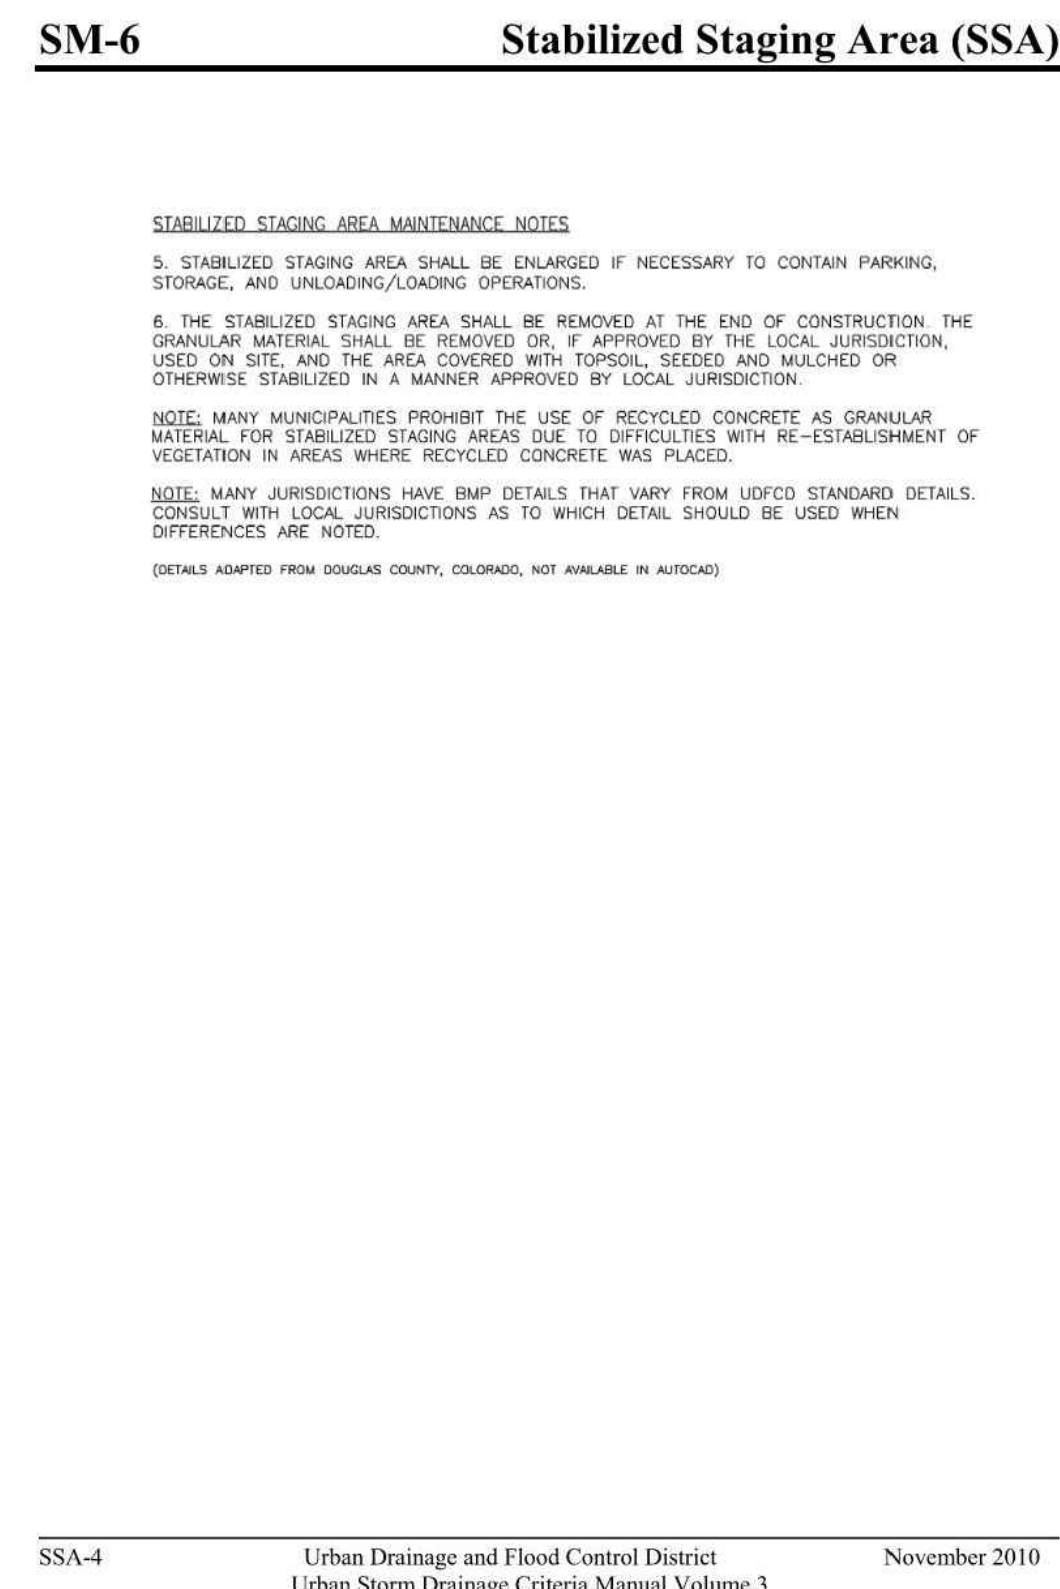 SM-6 Stabilized Staging Area (SSA)
STABILIZED STAGING AREA MAINTENANCE NOTES
5. STABILIZED STAGING AREA SHALL BE ENLARGED IF NECESSARY TO CONTAIN PARKING,
STORAGE, AND UNLOADING/LOADING OPERATIONS.
6. THE STABILIZED STAGING AREA SHALL BE REMOVED AT THE END OF CONSTRUCTION. THE
GRANULAR MATERIAL SHALL BE REMOVED OR, IF APPROVED BY THE LOCAL JURISDICTION,
USED ON SITE, AND THE AREA COVERED WITH TOPSOIL, SEEDED AND MULCHED OR
OTHERWISE STABILIZED IN A MANNER APPROVED BY LOCAL JURISDICTION.
NOTE: MANY MUNICIPALITIES PROHIBIT THE USE OF RECYCLED CONCRETE AS GRANULAR
MATERIAL FOR STABILIZED STAGING AREAS DUE TO DIFFICULTIES WITH RE-ESTABLISHMENT OF
VEGETATION IN AREAS WHERE RECYCLED CONCRETE WAS PLACED.
NOTE: MANY JURISDICTIONS HAVE BMP DETAILS THAT VARY FROM UDFCD STANDARD DETAILS.
CONSULT WITH LOCAL JURISDICTIONS AS TO WHICH DETAIL SHOULD BE USED WHEN
DIFFERENCES ARE NOTED.
(DETAILS ADAPTED FROM DOUGLAS COUNTY, COLORADO, NOT AVAILABLE IN AUTOCAD)
SSA-4 Urban Drainage and Flood Control District November 2010
Urban Storm Drainage Criteria Manual Volume 3